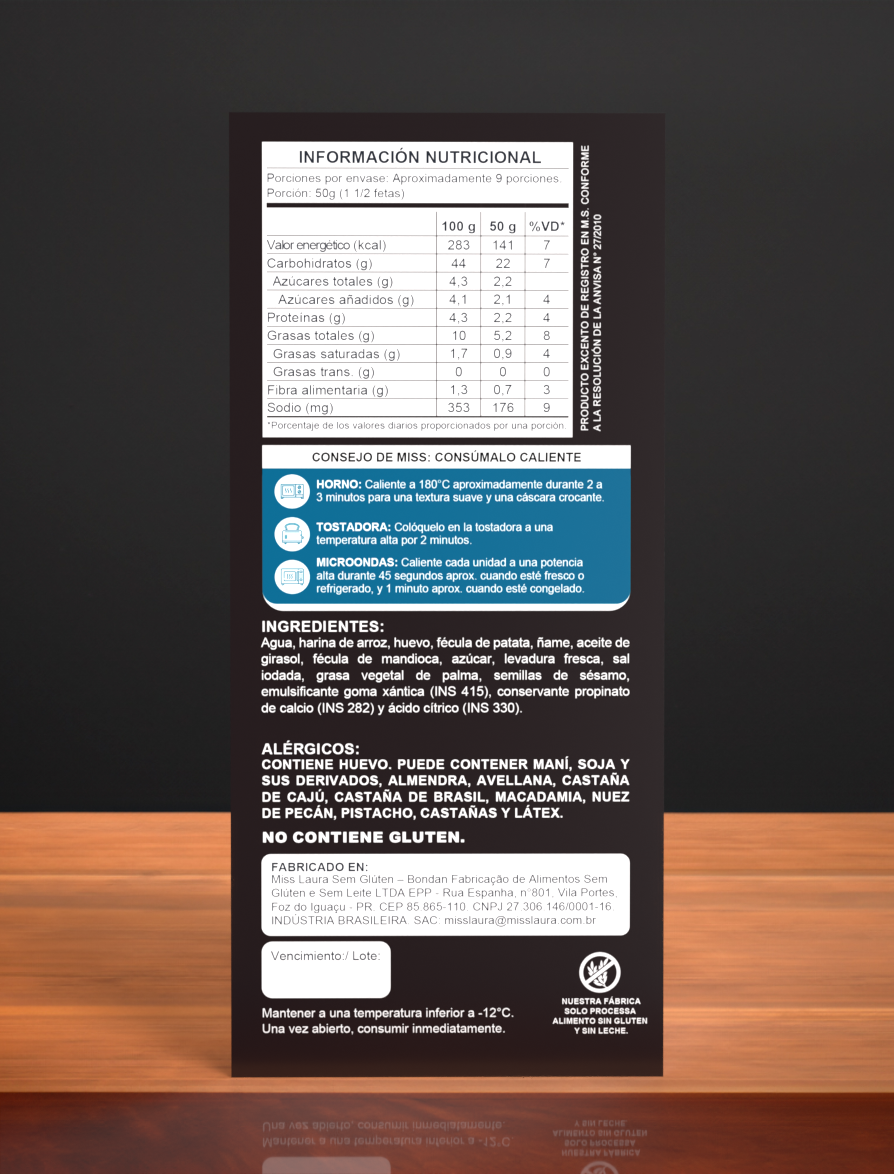 INFORMACIÓN NUTRICIONAL
Porciones por envase: Aproximadamente 9 porciones.
Porción: 50g (1 1/2 fetas)
100 g 50 g %VD*
Valor energético (kcal) 283 141 7
Carbohidratos (g) 44 22 7
Azúcares totales (g) 4,3 2,2
Azúcares añadidos (g) 4,1 2,1 4
Proteínas (g) 4,3 2,2 4
Grasas totales (g) 10 5,2 8
Grasas saturadas (g) 1,7 0,9 4
Grasas trans. (g) 0 0 0
Fibra alimentaria (g) 1,3 0,7 3
Sodio (mg) 353 176 9
*Porcentaje de los valores diarios proporcionados por una porción.
PRODUCTO EXCENTO DE REGISTRO EN M.S. CONFORME
A LA RESOLUCIÓN DE LA ANVISA N° 27/2010
CONSEJO DE MISS: CONSÚMALO CALIENTE
HORNO: Caliente a 180°C aproximadamente durante 2 a
3 minutos para una textura suave y una cáscara crocante.
TOSTADORA: Colóquelo en la tostadora a una
temperatura alta por 2 minutos.
MICROONDAS: Caliente cada unidad a una potencia
alta durante 45 segundos aprox. cuando esté fresco o
refrigerado, y 1 minuto aprox. cuando esté congelado.
INGREDIENTES:
Agua, harina de arroz, huevo, fécula de patata, ñame, aceite de
girasol, fécula de mandioca, azúcar, levadura fresca, sal
iodada, grasa vegetal de palma, semillas de sésamo,
emulsificante goma xántica (INS 415), conservante propinato
de calcio (INS 282) y ácido cítrico (INS 330).
ALÉRGICOS:
CONTIENE HUEVO. PUEDE CONTENER MANÍ, SOJA Y
SUS DERIVADOS, ALMENDRA, AVELLANA, CASTAÑA
DE CAJÚ, CASTAÑA DE BRASIL, MACADAMIA, NUEZ
DE PECÁN, PISTACHO, CASTAÑAS Y LÁTEX.
NO CONTIENE GLUTEN.
FABRICADO EN:
Miss Laura Sem Glúten – Bondan Fabricação de Alimentos Sem
Glúten e Sem Leite LTDA EPP - Rua Espanha, n°801, Vila Portes,
Foz do Iguaçu - PR. CEP 85.865-110. CNPJ 27.306.146/0001-16.
INDÚSTRIA BRASILEIRA. SAC: misslaura@misslaura.com.br
Vencimiento:/ Lote:
Mantener a una temperatura inferior a -12°C.
Una vez abierto, consumir inmediatamente.
NUESTRA FÁBRICA
SOLO PROCESSA
ALIMENTO SIN GLUTEN
Y SIN LECHE.